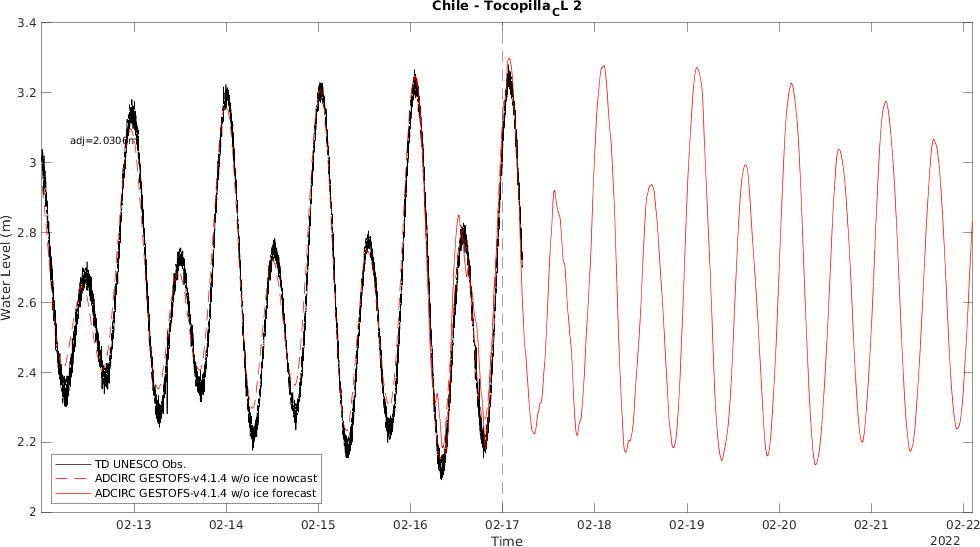 Chile - Tocopilla_CL 2
3.4
3.2
3
2.8
2.6
2.4
2.2
2
Water Level (m)
adj=2.0306m
TD UNESCO Obs.
ADCIRC GESTOFS-v4.1.4 w/o ice nowcast
ADCIRC GESTOFS-v4.1.4 w/o ice forecast
02-13
02-14
02-15
02-16
02-17
02-18
02-19
02-20
02-21
02-22
Time
2022